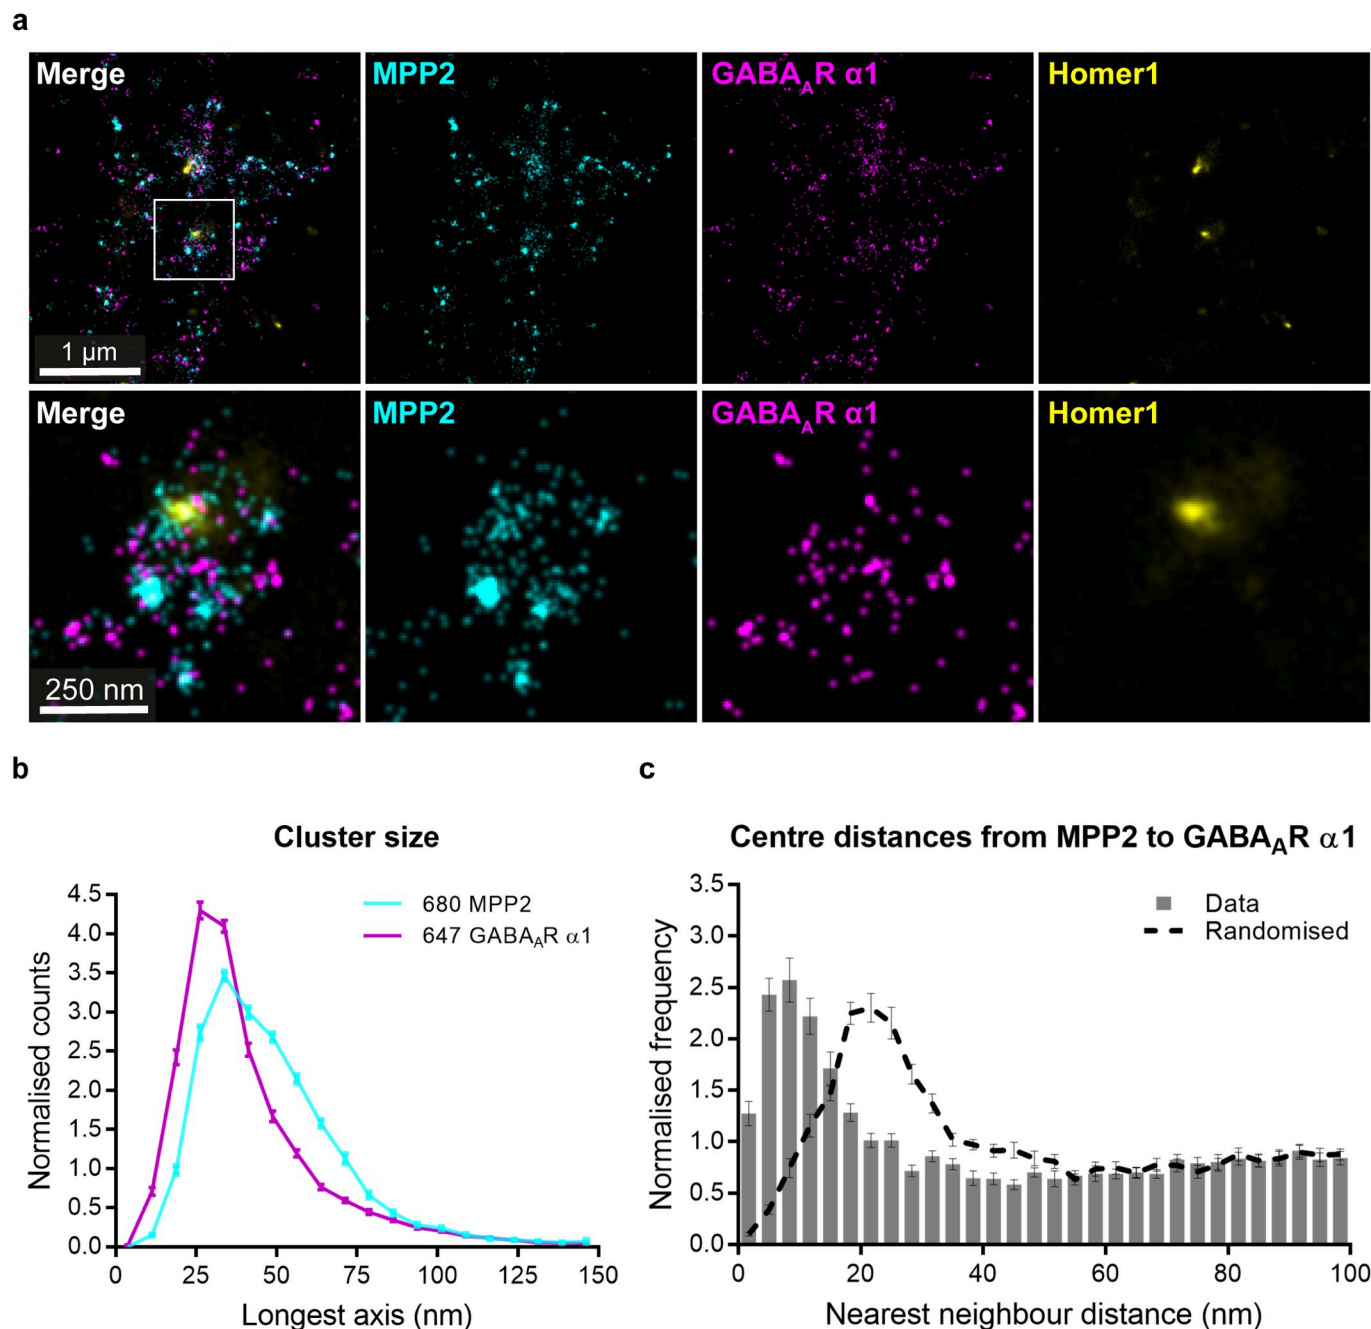 a
Merge
MPP2
GABA_AR α1
Homer1
1 µm
Merge
MPP2
GABA_AR α1
Homer1
250 nm
b
Cluster size
Normalised counts
4.5
4.0
3.5
3.0
2.5
2.0
1.5
1.0
0.5
0.0
680 MPP2
647 GABA_AR α1
0 25 50 75 100 125 150
Longest axis (nm)
c
Centre distances from MPP2 to GABA_AR α1
Normalised frequency
3.5
3.0
2.5
2.0
1.5
1.0
0.5
0.0
Data
Randomised
0 20 40 60 80 100
Nearest neighbour distance (nm)